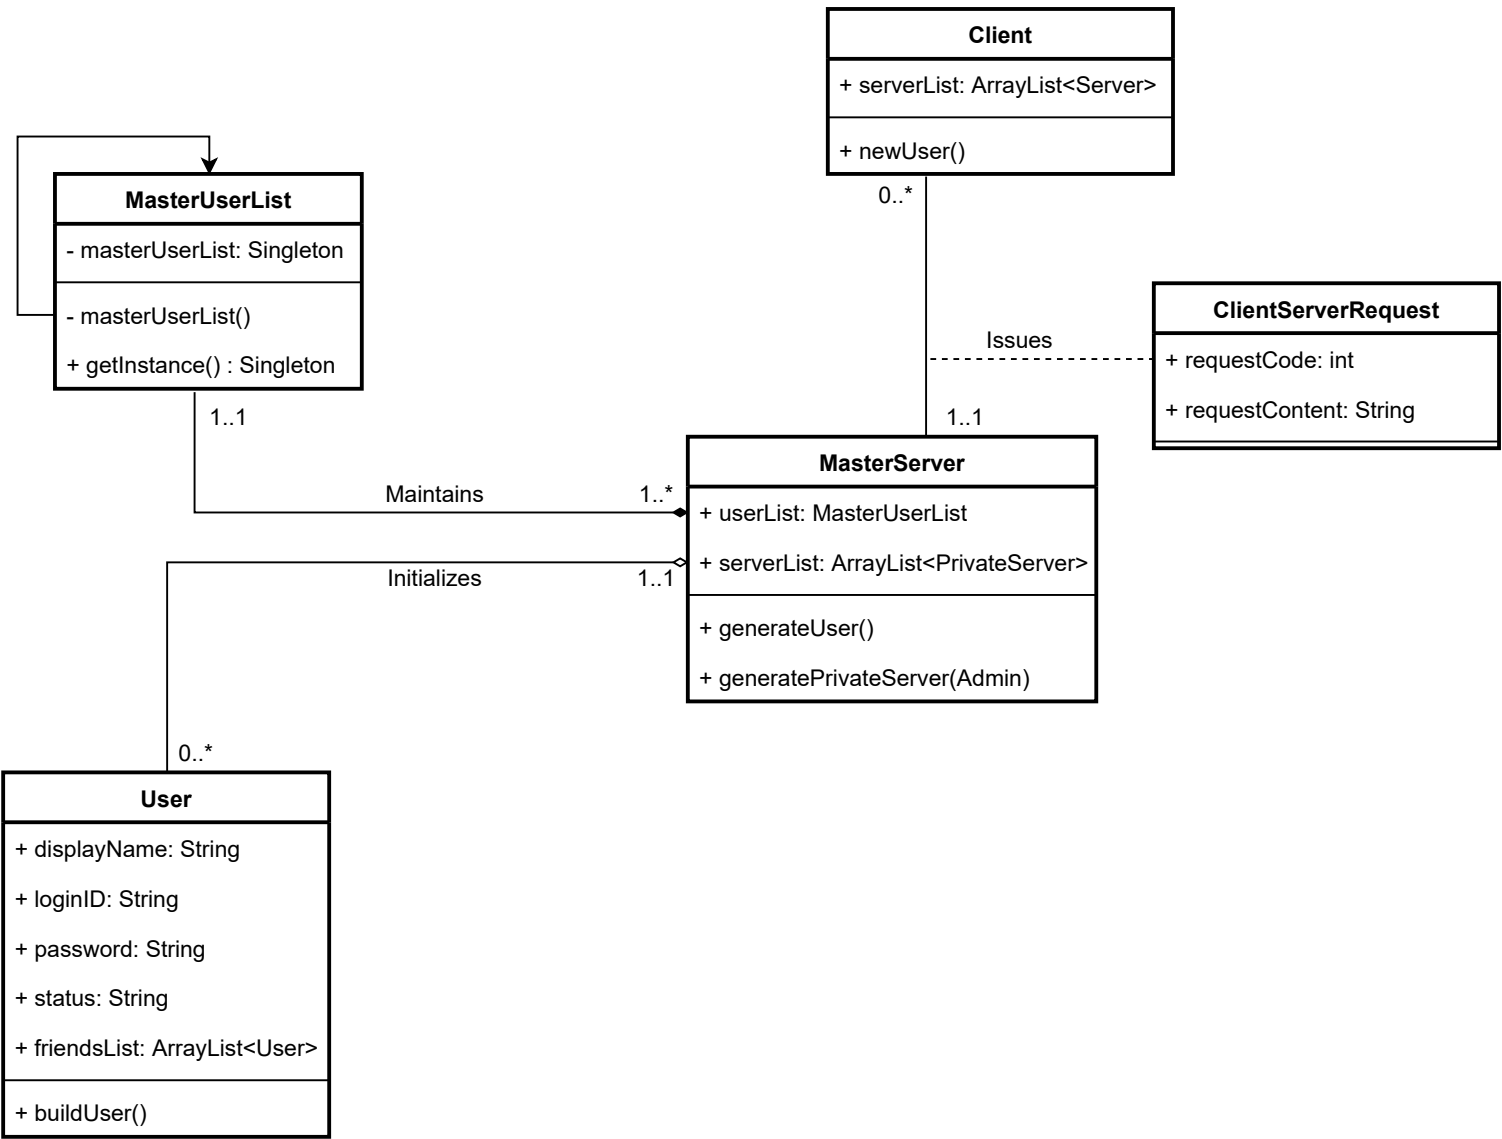 Client
+ serverList: ArrayList<Server>
+ newUser()
0..*
MasterUserList
- masterUserList: Singleton
- masterUserList()
+ getInstance() : Singleton
1..1
ClientServerRequest
+ requestCode: int
+ requestContent: String
Issues
1..1
MasterServer
+ userList: MasterUserList
+ serverList: ArrayList<PrivateServer>
+ generateUser()
+ generatePrivateServer(Admin)
Maintains
1..*
Initializes
1..1
0..*
User
+ displayName: String
+ loginID: String
+ password: String
+ status: String
+ friendsList: ArrayList<User>
+ buildUser()